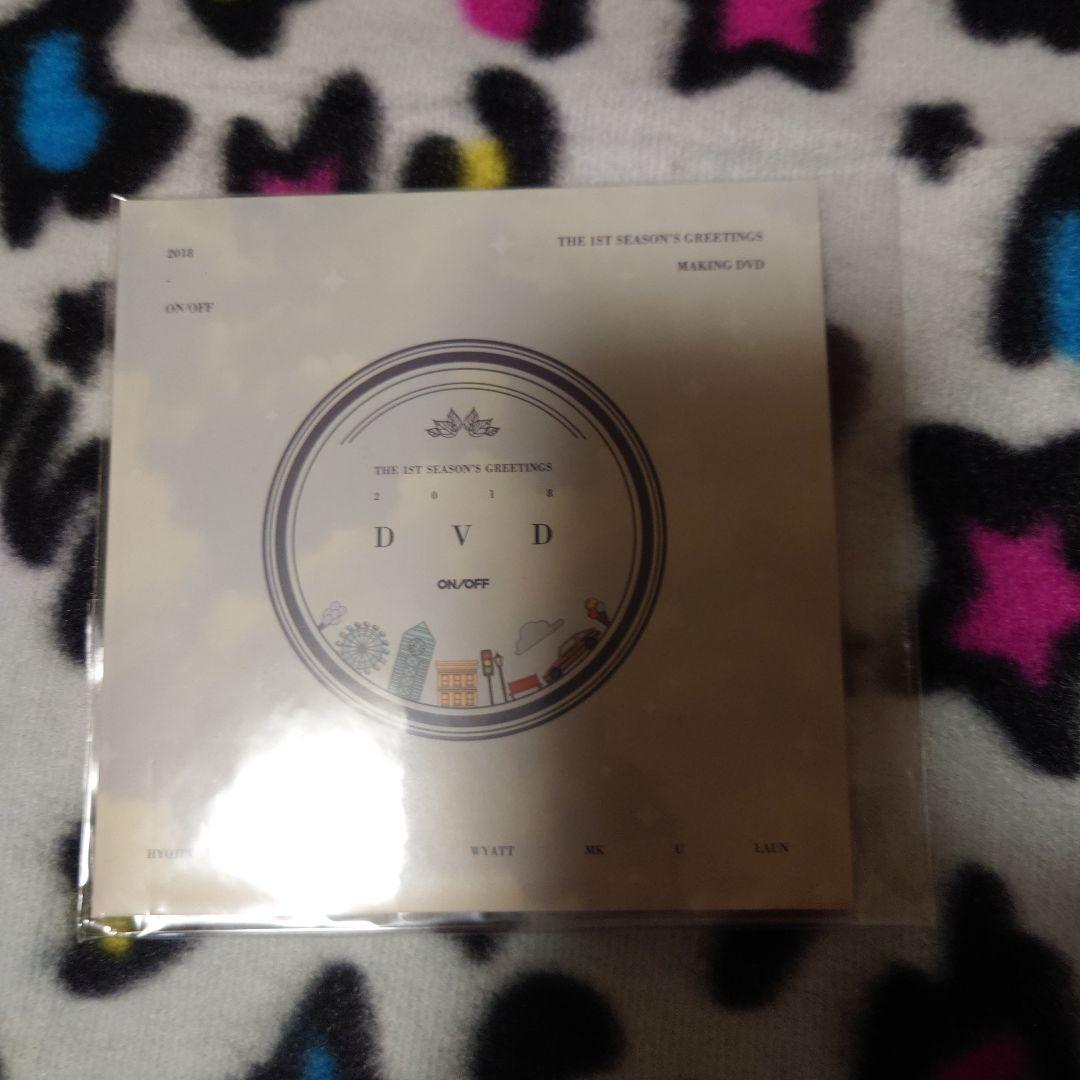 2018
-
ON/OFF
THE 1ST SEASON'S GREETINGS
MAKING DVD
THE 1ST SEASON'S GREETINGS
2 0 1 8
D V D
ON/OFF
WYATT MK U LAUN